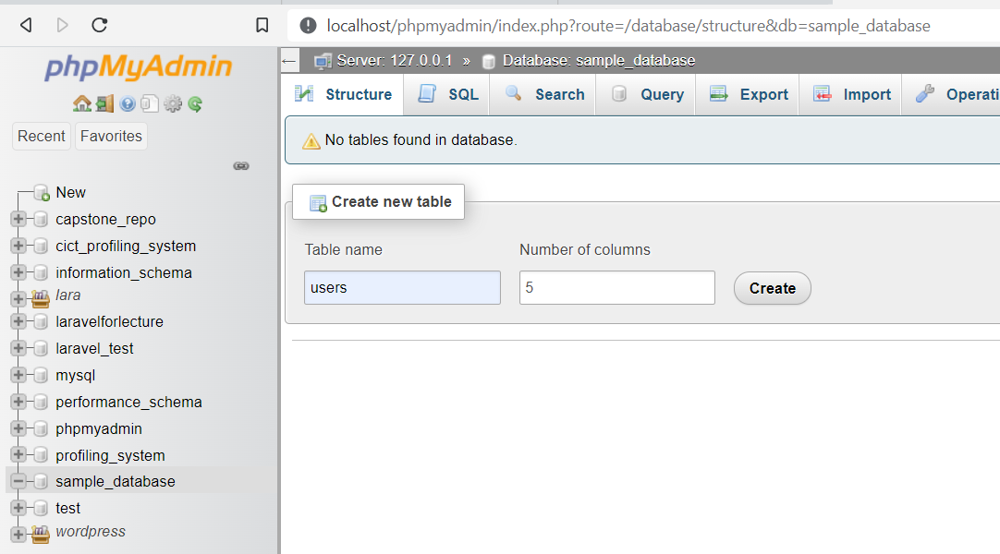 localhost/phpmyadmin/index.php?route=/database/structure&db=sample_database
phpMyAdmin
Recent Favorites
New
capstone_repo
cict_profiling_system
information_schema
lara
laravelforlecture
laravel_test
mysql
performance_schema
phpmyadmin
profiling_system
sample_database
test
wordpress
Server: 127.0.0.1 » Database: sample_database
Structure SQL Search Query Export Import Operati
No tables found in database.
Create new table
Table name Number of columns
users 5 Create